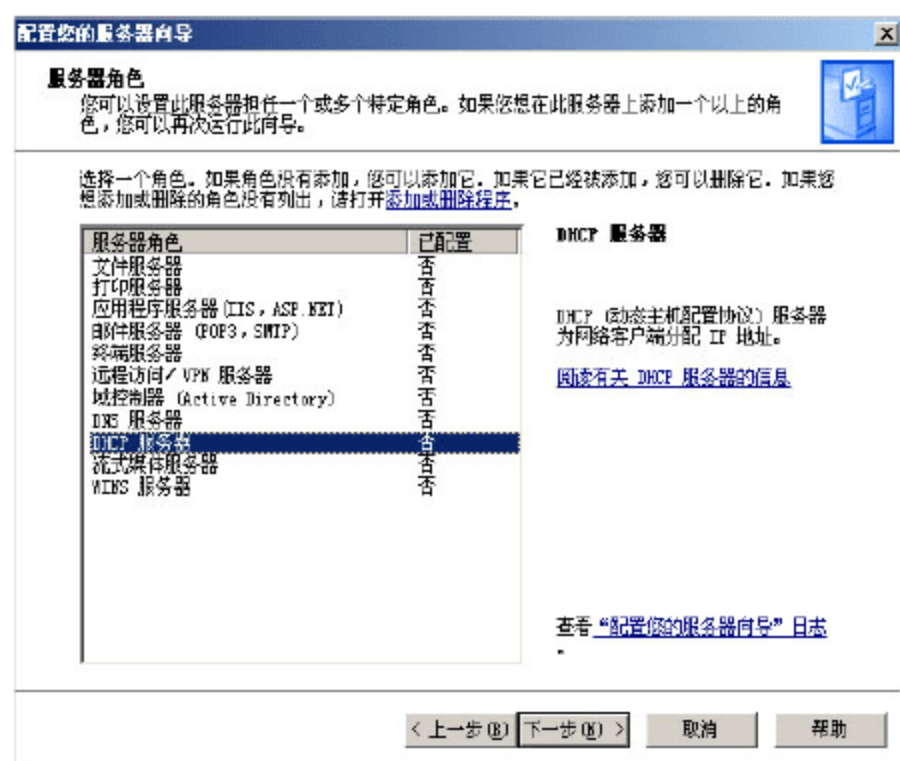 配置您的服务器向导
服务器角色
您可以设置此服务器担任一个或多个特定角色。如果您想在此服务器上添加一个以上的角
色，您可以再次运行此向导。
选择一个角色。如果角色没有添加，您可以添加它。如果它已经被添加，您可以删除它。如果您
想添加或删除的角色没有列出，请打开添加或删除程序。
服务器角色 已配置
文件服务器 否
打印服务器 否
应用程序服务器(IIS，ASP.NET) 否
邮件服务器 (POP3，SMTP) 否
终端服务器 否
远程访问/VPN 服务器 否
域控制器 (Active Directory) 否
DNS 服务器 否
DHCP 服务器 否
流式媒体服务器 否
WINS 服务器 否
DHCP 服务器
DHCP (动态主机配置协议) 服务器
为网络客户端分配 IP 地址。
阅读有关 DHCP 服务器的信息
查看“配置您的服务器向导”日志
。
< 上一步(B) 下一步(N) > 取消 帮助